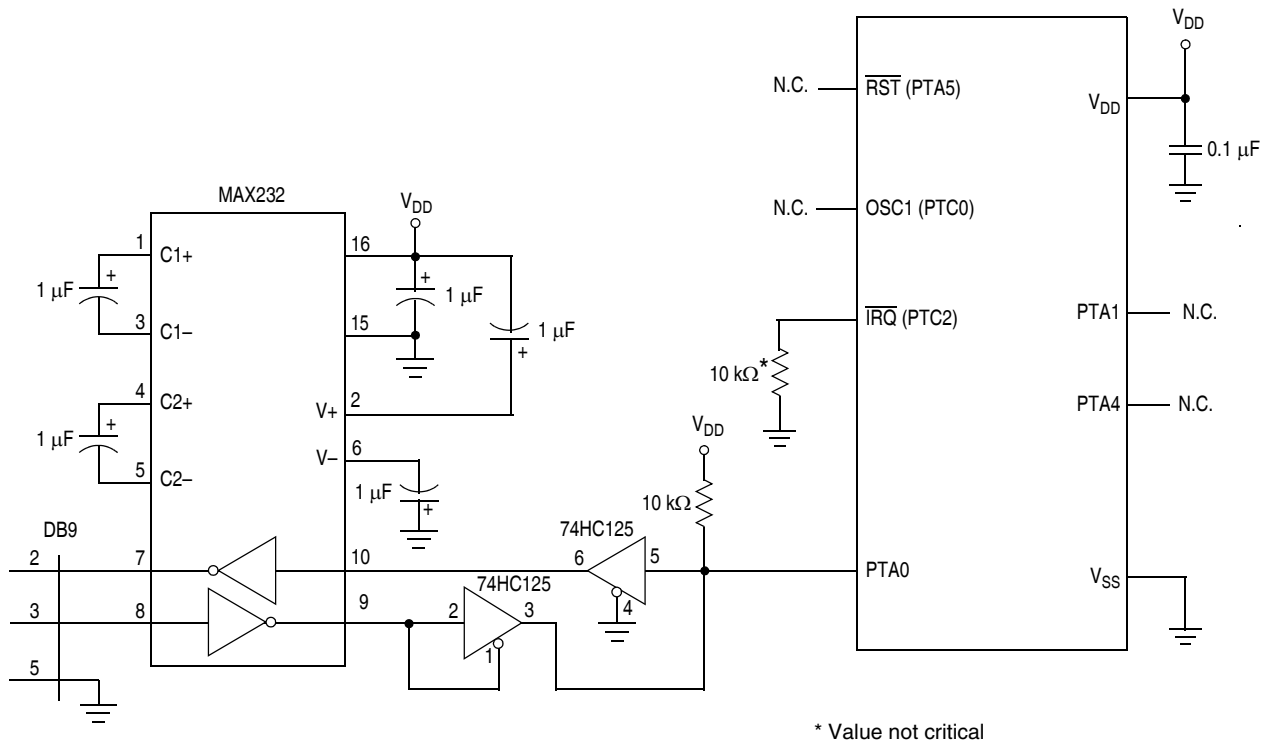 VDD
N.C.
RST (PTA5)
VDD
0.1 μF
MAX232
VDD
N.C.
OSC1 (PTC0)
1
C1+
16
1 μF
+
+
1 μF
3
C1–
15
+
1 μF
IRQ (PTC2)
PTA1
N.C.
10 kΩ*
4
C2+
V+
2
PTA4
N.C.
1 μF
+
VDD
V–
6
5
C2–
1 μF
+
10 kΩ
DB9
74HC125
2
7
10
6
5
4
PTA0
VSS
74HC125
3
8
9
2
3
1
5
* Value not critical